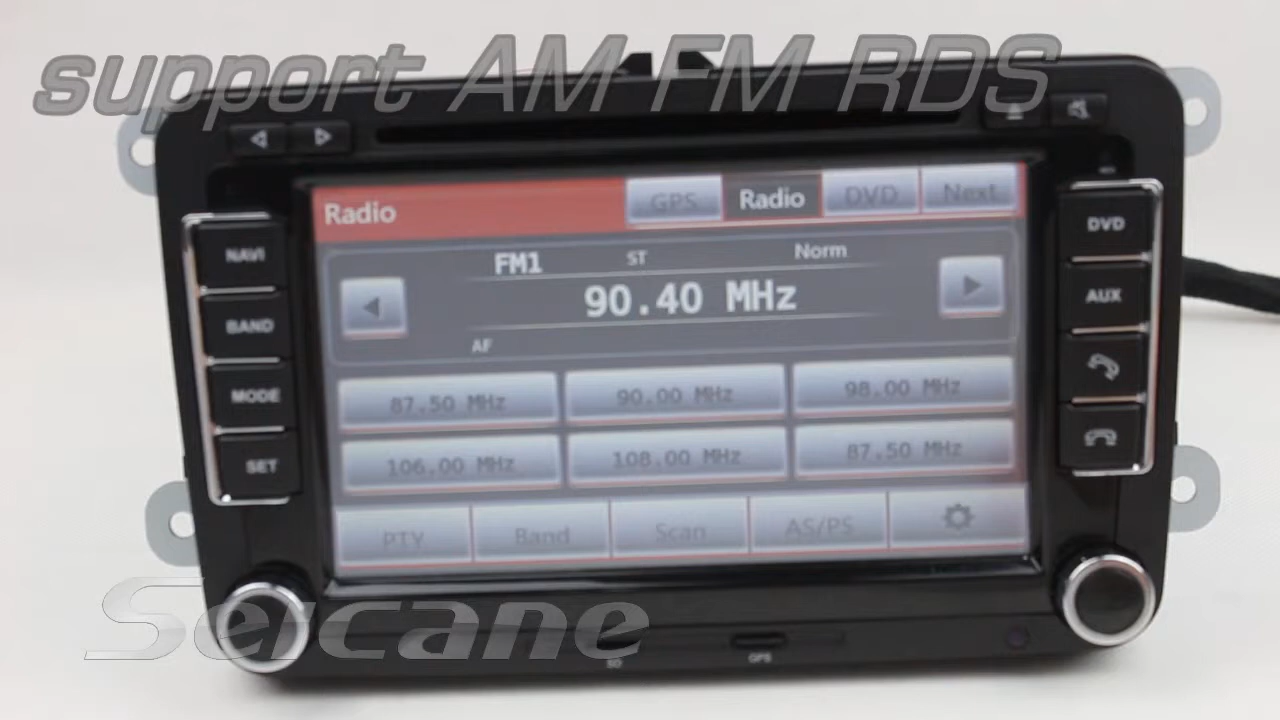 support AM FM RDS
Radio GPS Radio DVD Next
NAVI DVD
FM1 ST Norm
90.40 MHz
BAND AUX
AF
MODE 87.50 MHz 90.00 MHz 98.00 MHz
SET 106.00 MHz 108.00 MHz 87.50 MHz
PTY Band Scan AS/PS
Seicane
SD GPS